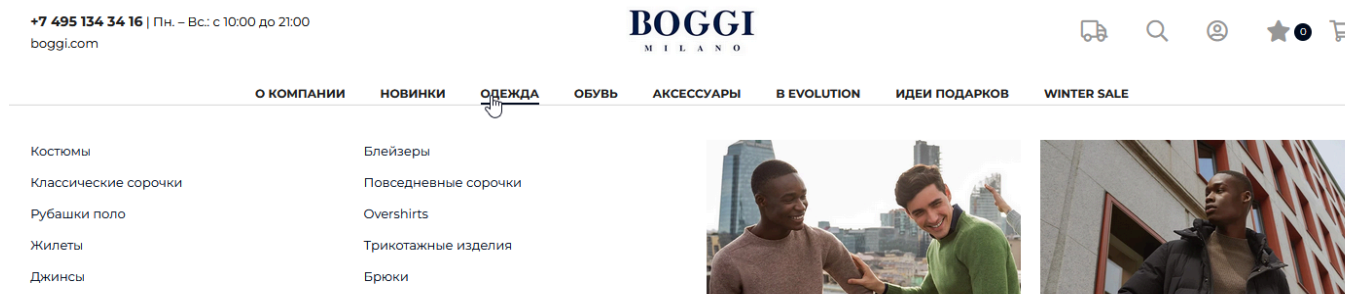 +7 495 134 34 16 | Пн. – Вс.: с 10:00 до 21:00
boggi.com
BOGGI
MILANO
0
О КОМПАНИИ НОВИНКИ ОДЕЖДА ОБУВЬ АКСЕССУАРЫ B EVOLUTION ИДЕИ ПОДАРКОВ WINTER SALE
Костюмы
Классические сорочки
Рубашки поло
Жилеты
Джинсы
Блейзеры
Повседневные сорочки
Overshirts
Трикотажные изделия
Брюки